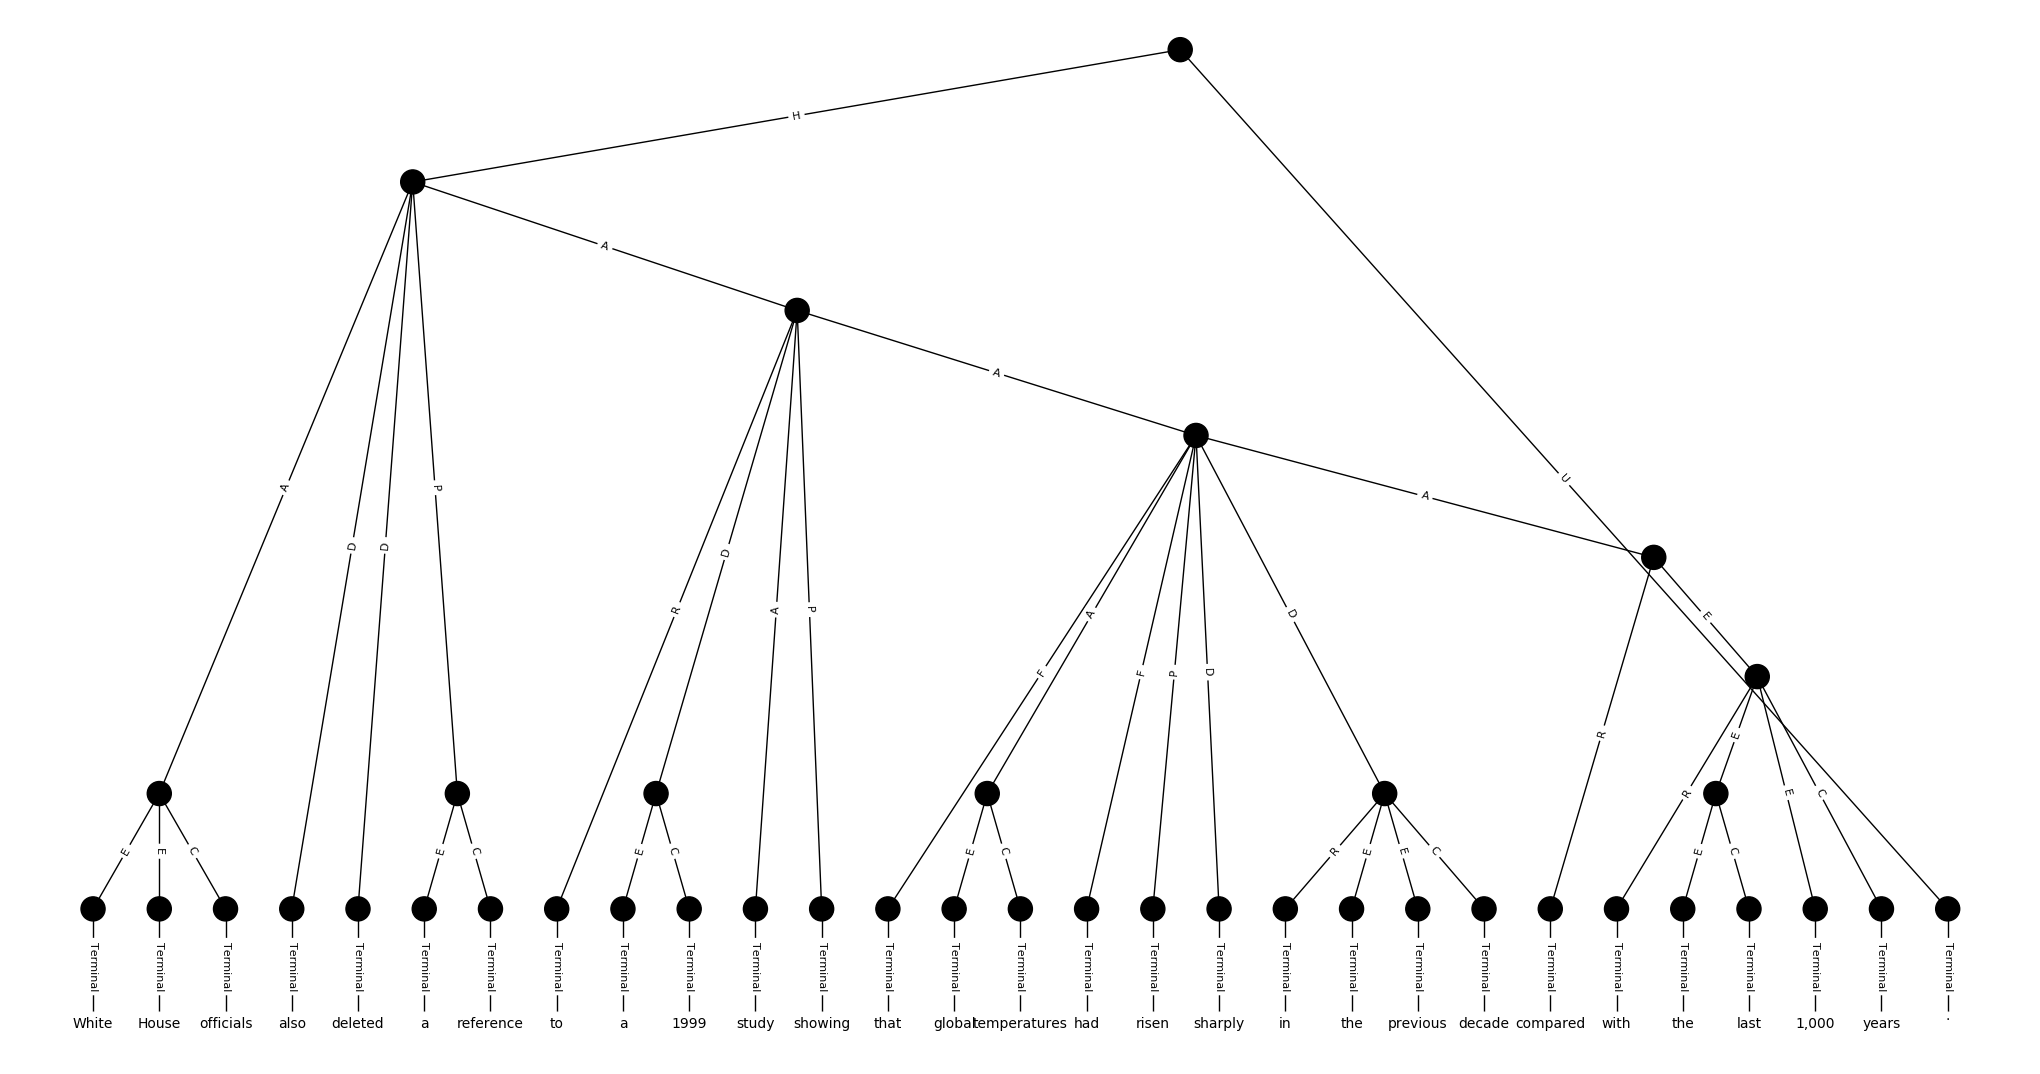 H
A
A
A
U
A
D
D
P
R
D
A
P
F
A
F
P
D
D
A
R
E
R
E
E
C
E
E
C
E
C
E
C
E
C
R
E
E
C
E
C
Terminal Terminal Terminal Terminal Terminal Terminal Terminal Terminal Terminal Terminal Terminal Terminal Terminal Terminal Terminal Terminal Terminal Terminal Terminal Terminal Terminal Terminal Terminal Terminal Terminal Terminal Terminal Terminal Terminal
White House officials also deleted a reference to a 1999 study showing that global temperatures had risen sharply in the previous decade compared with the last 1,000 years .